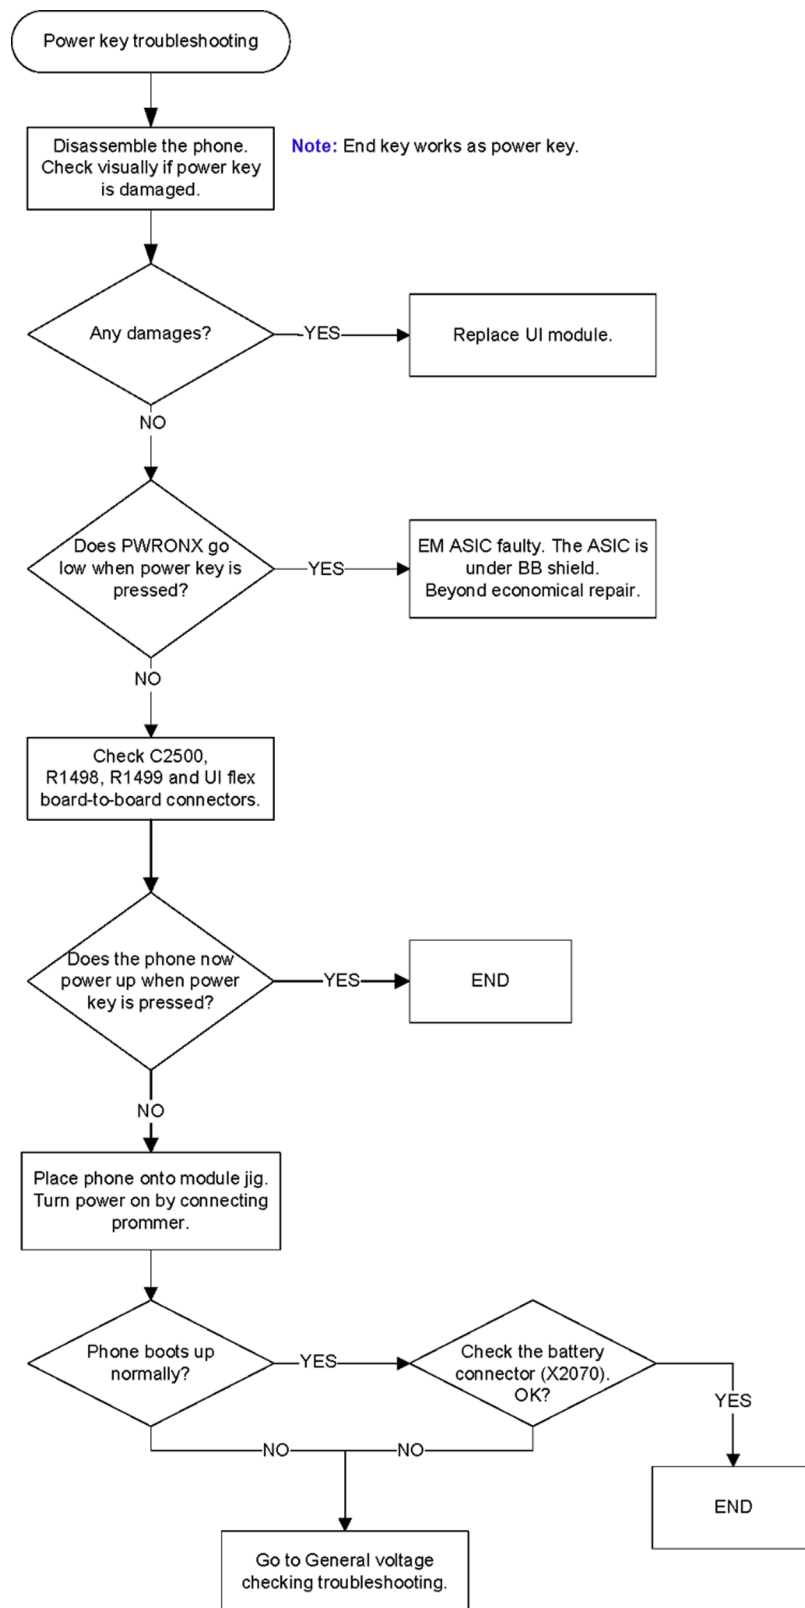 Power key troubleshooting
Disassemble the phone.
Check visually if power key
is damaged.
Note: End key works as power key.
Any damages?
YES
Replace UI module.
NO
Does PWRONX go
low when power key is
pressed?
YES
EM ASIC faulty. The ASIC is
under BB shield.
Beyond economical repair.
NO
Check C2500,
R1498, R1499 and UI flex
board-to-board connectors.
Does the phone now
power up when power
key is pressed?
YES
END
NO
Place phone onto module jig.
Turn power on by connecting
prommer.
Phone boots up
normally?
YES
Check the battery
connector (X2070).
OK?
YES
NO
NO
END
Go to General voltage
checking troubleshooting.